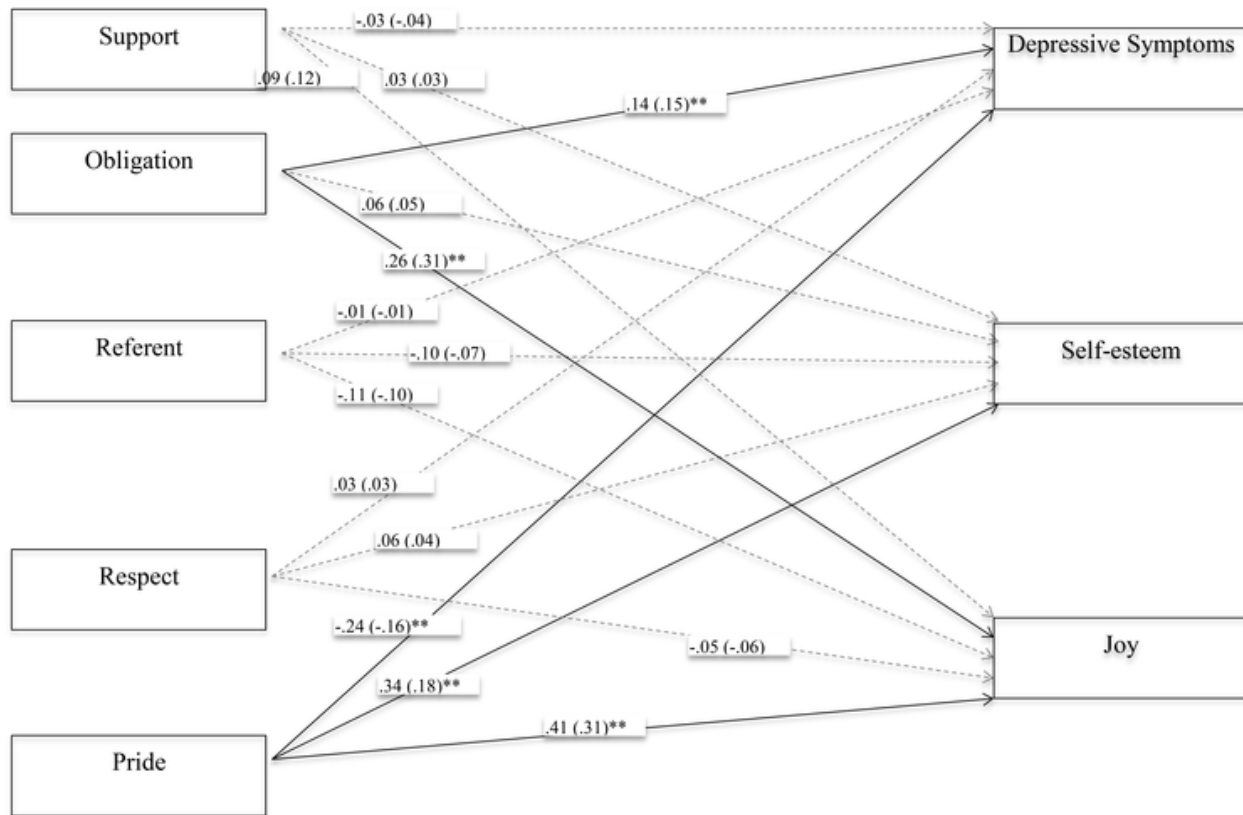 -.03 (-.04)
Support
Depressive Symptoms
.09 (.12)
.03 (.03)
.14 (.15)**
Obligation
.06 (.05)
.26 (.31)**
-.01 (-.01)
Referent
-.10 (-.07)
Self-esteem
-.11 (-.10)
.03 (.03)
.06 (.04)
Respect
-.24 (-.16)**
-.05 (-.06)
Joy
.34 (.18)**
.41 (.31)**
Pride